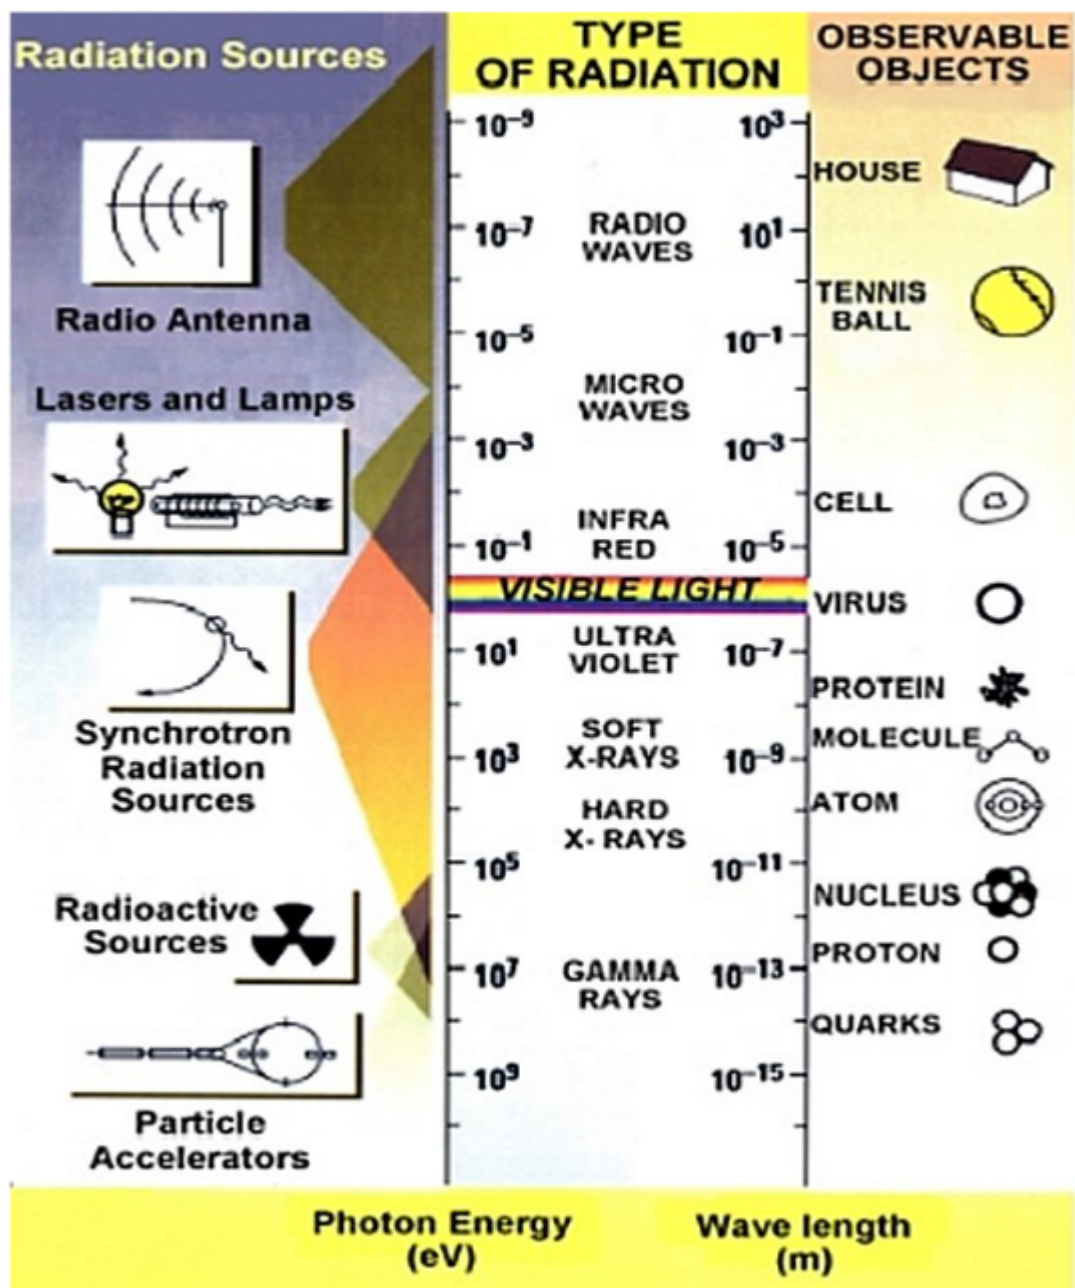 Radiation Sources
Radio Antenna
Lasers and Lamps
Synchrotron
Radiation
Sources
Radioactive
Sources
Particle
Accelerators
TYPE
OF RADIATION
10⁻⁹ 10³
10⁻⁷ RADIO 10¹
WAVES
10⁻⁵ 10⁻¹
MICRO
WAVES
10⁻³ 10⁻³
INFRA
10⁻¹ RED 10⁻⁵
VISIBLE LIGHT
ULTRA
10¹ VIOLET 10⁻⁷
SOFT
10³ X-RAYS 10⁻⁹
HARD
X- RAYS
10⁵ 10⁻¹¹
10⁷ GAMMA 10⁻¹³
RAYS
10⁹ 10⁻¹⁵
OBSERVABLE
OBJECTS
HOUSE
TENNIS
BALL
CELL
VIRUS
PROTEIN
MOLECULE
ATOM
NUCLEUS
PROTON
QUARKS
Photon Energy
(eV)
Wave length
(m)